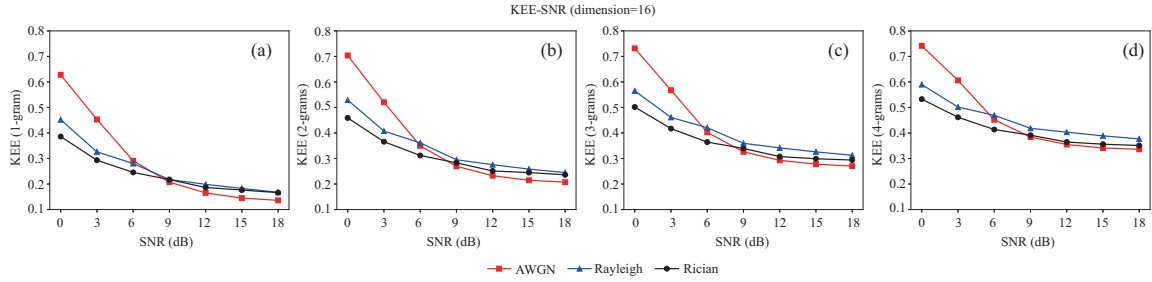 KEE-SNR (dimension=16)
0.8 0.7 0.6 0.5 0.4 0.3 0.2 0.1
KEE (1-gram)
(a)
0 3 6 9 12 15 18
SNR (dB)
0.8 0.7 0.6 0.5 0.4 0.3 0.2 0.1
KEE (2-grams)
(b)
0 3 6 9 12 15 18
SNR (dB)
0.8 0.7 0.6 0.5 0.4 0.3 0.2 0.1
KEE (3-grams)
(c)
0 3 6 9 12 15 18
SNR (dB)
0.8 0.7 0.6 0.5 0.4 0.3 0.2 0.1
KEE (4-grams)
(d)
0 3 6 9 12 15 18
SNR (dB)
AWGN Rayleigh Rician